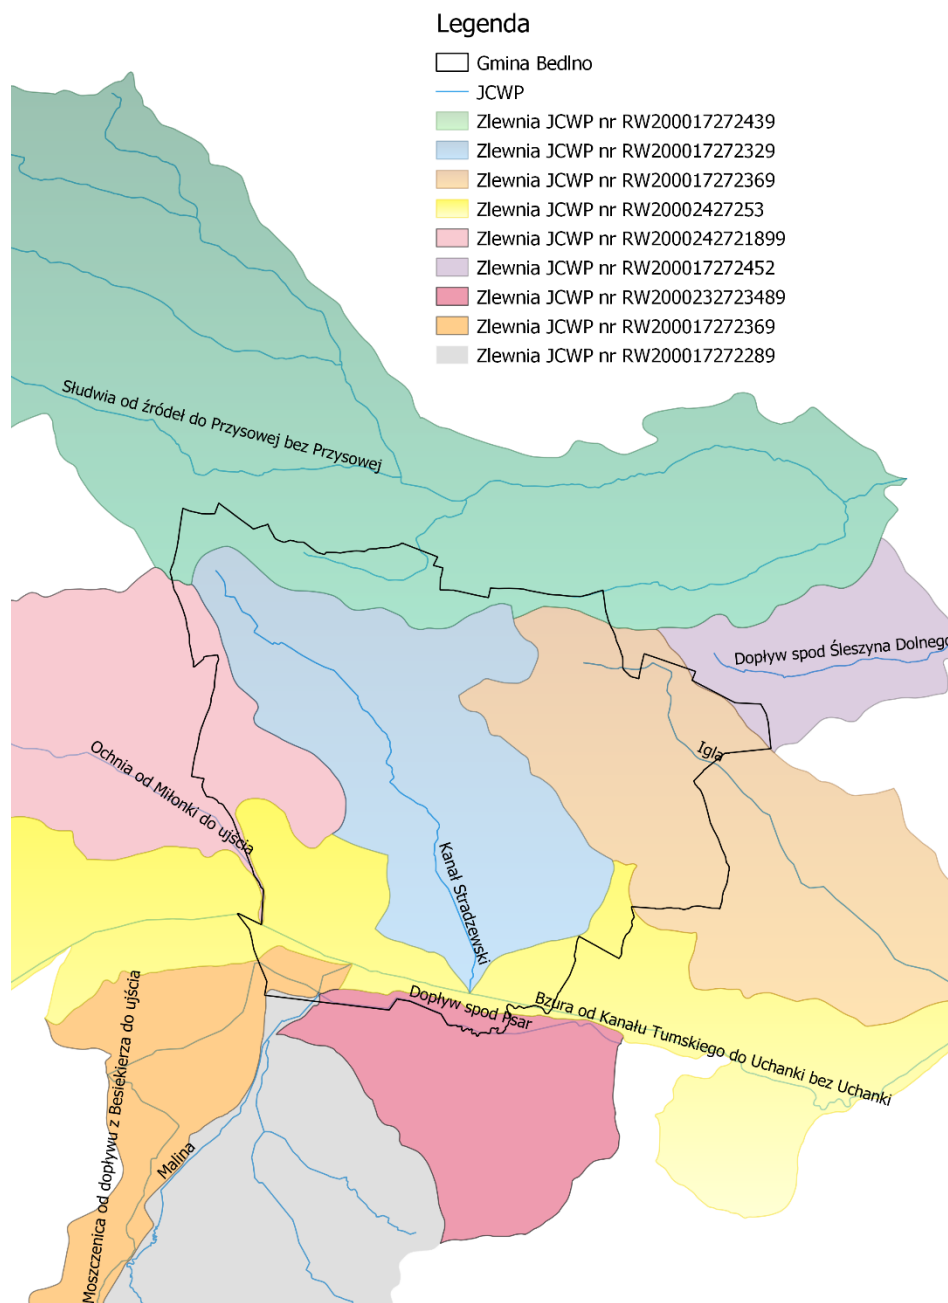 Legenda
Gmina Bedlno
JCWP
Zlewnia JCWP nr RW200017272439
Zlewnia JCWP nr RW200017272329
Zlewnia JCWP nr RW200017272369
Zlewnia JCWP nr RW20002427253
Zlewnia JCWP nr RW2000242721899
Zlewnia JCWP nr RW200017272452
Zlewnia JCWP nr RW2000232723489
Zlewnia JCWP nr RW200017272369
Zlewnia JCWP nr RW200017272289
Słudwia od źródeł do Przysowej bez Przysowej
Dopływ spod Śleszyna Dolnego
Igla
Ochnia od Miłonki do ujścia
Kanał Stradzewski
Dopływ spod Psar
Bzura od Kanału Tumskiego do Uchanki bez Uchanki
Moszczenica od dopływu z Besiekierza do ujścia
Malina